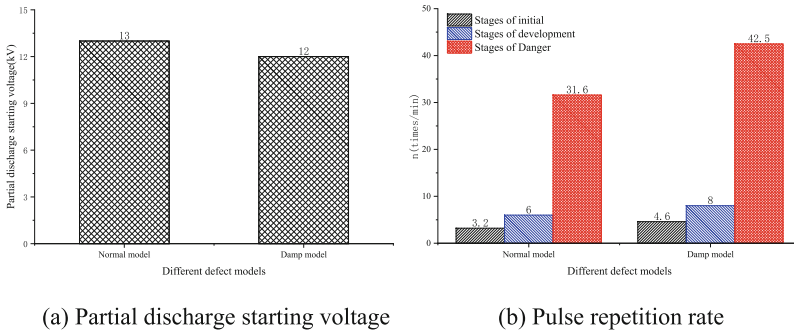 15
12
9
6
3
0
Partial discharge starting voltage(kV)
13
12
Normal model
Damp model
Different defect models
(a) Partial discharge starting voltage
50
40
30
20
10
0
n(times/min)
Stages of initial
Stages of development
Stages of Danger
3.2
6
31.6
4.6
8
42.5
Normal model
Damp model
Different defect models
(b) Pulse repetition rate